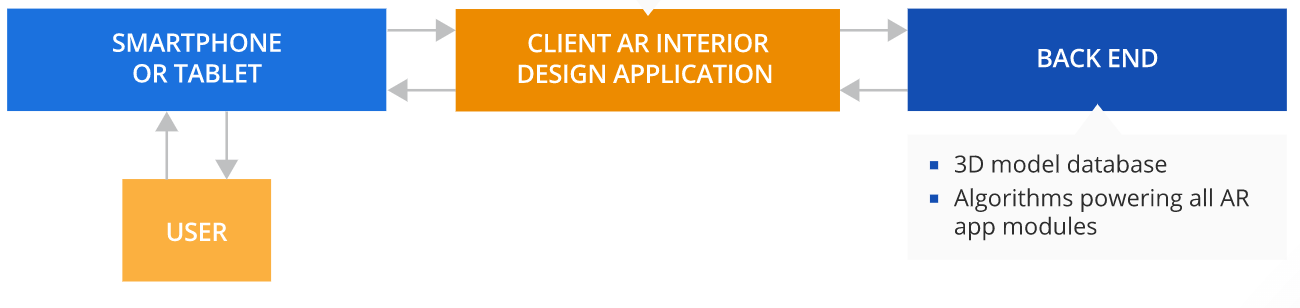 SMARTPHONE
OR TABLET
CLIENT AR INTERIOR
DESIGN APPLICATION
BACK END
3D model database
Algorithms powering all AR
app modules
USER